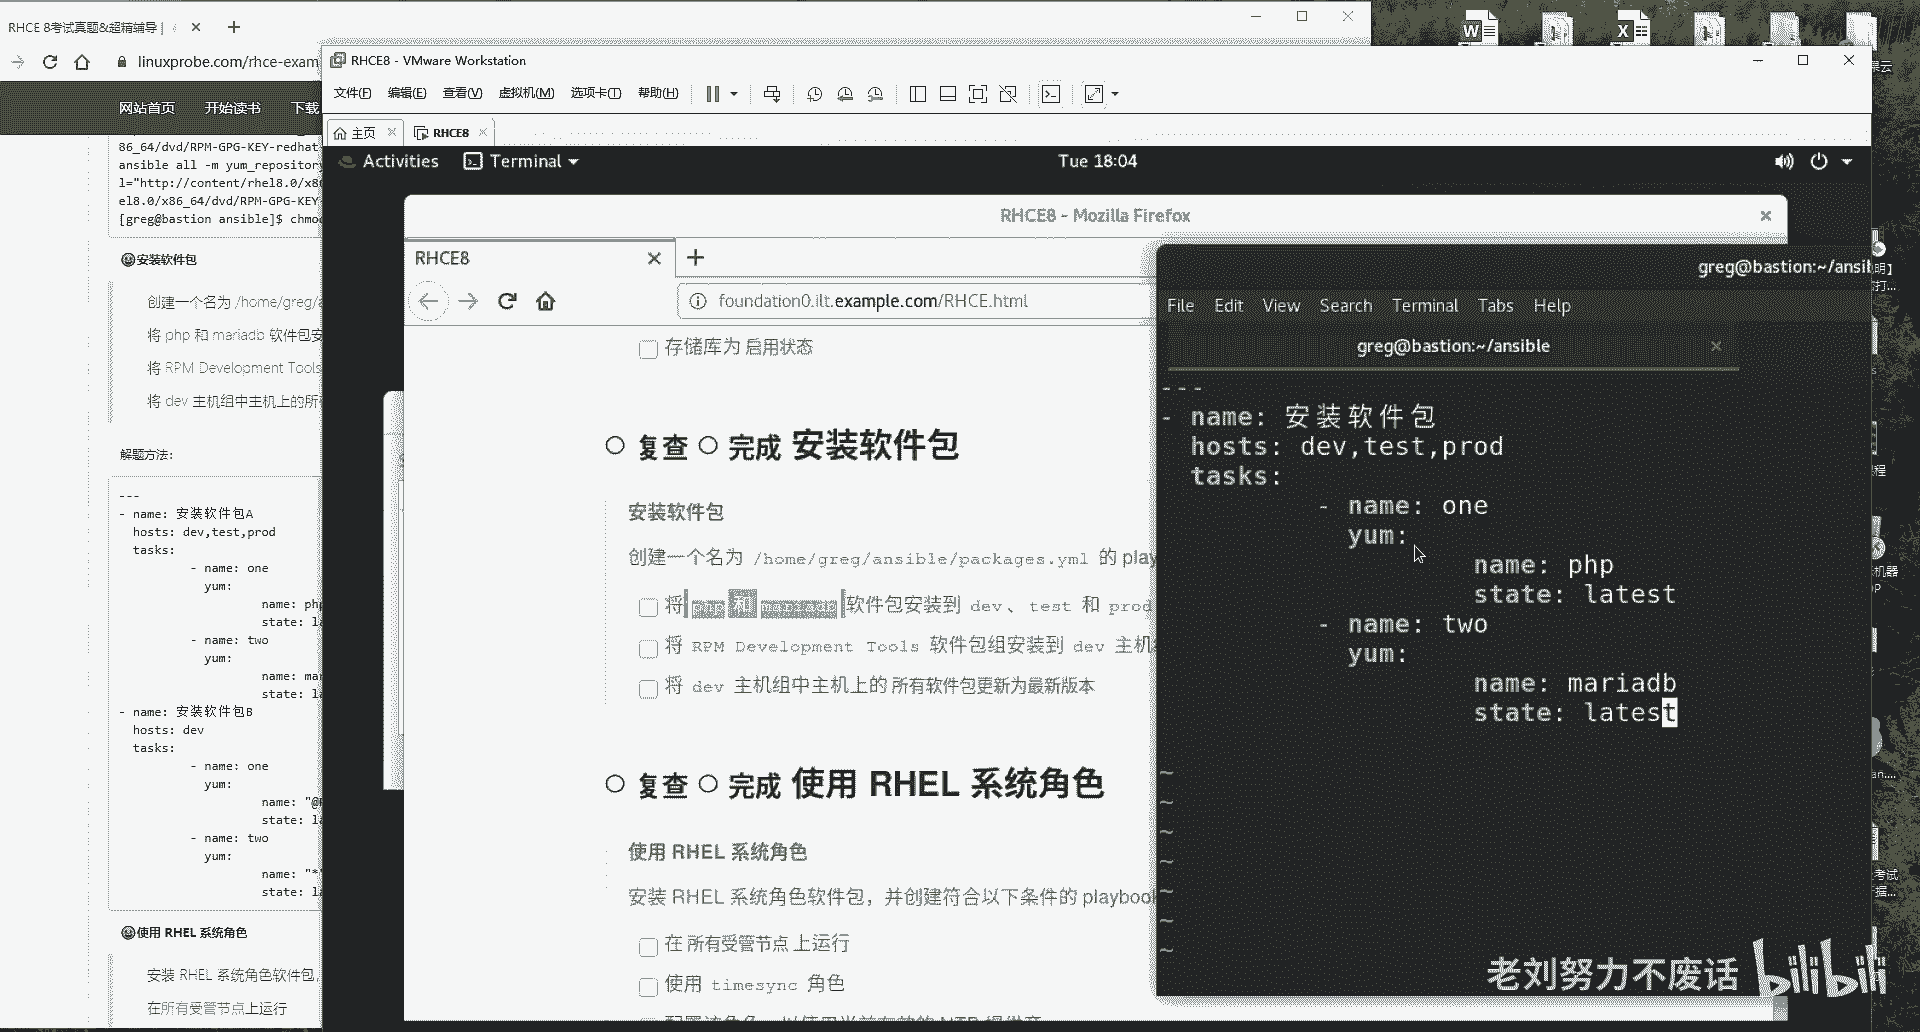 RHCE 8考试真题&超精辅导 |
linuxprobe.com/rhce-exam
网站首页 开始读书 下载
86_64/dvd/RPM-GPG-KEY-redhat
ansible all -m yum_repository
l="http://content/rhel8.0/x8
el8.0/x86_64/dvd/RPM-GPG-KEY
[greg@bastion ansible]$ chmo
安装软件包
创建一个名为 /home/greg/a
将 php 和 mariadb 软件包安
将 RPM Development Tools
将 dev 主机组中主机上的所有
解题方法:
---
- name: 安装软件包A
hosts: dev,test,prod
tasks:
- name: one
yum:
name: php
state: la
- name: two
yum:
name: mar
state: la
- name: 安装软件包B
hosts: dev
tasks:
- name: one
yum:
name: "@
state: la
- name: two
yum:
name: "*"
state: la
使用 RHEL 系统角色
安装 RHEL 系统角色软件包,
在所有受管节点上运行
RHCE8 - VMware Workstation
文件(F) 编辑(E) 查看(V) 虚拟机(M) 选项卡(T) 帮助(H)
主页 RHCE8
Activities Terminal Tue 18:04
RHCE8 - Mozilla Firefox
RHCE8
foundation0.ilt.example.com/RHCE.html
存储库为 启用状态
复查 完成 安装软件包
安装软件包
创建一个名为 /home/greg/ansible/packages.yml 的 play
将 php 和 mariadb 软件包安装到 dev、test 和 prod
将 RPM Development Tools 软件包组安装到 dev 主机
将 dev 主机组中主机上的 所有软件包更新为最新版本
复查 完成 使用 RHEL 系统角色
使用 RHEL 系统角色
安装 RHEL 系统角色软件包，并创建符合以下条件的 playbook
在 所有受管节点 上运行
使用 timesync 角色
greg@bastion:~/ansi
File Edit View Search Terminal Tabs Help
greg@bastion:~/ansible
---
- name: 安装软件包
hosts: dev,test,prod
tasks:
- name: one
yum:
name: php
state: latest
- name: two
yum:
name: mariadb
state: latest
~
~
~
~
~
~
~
老刘努力不废话 bilibili